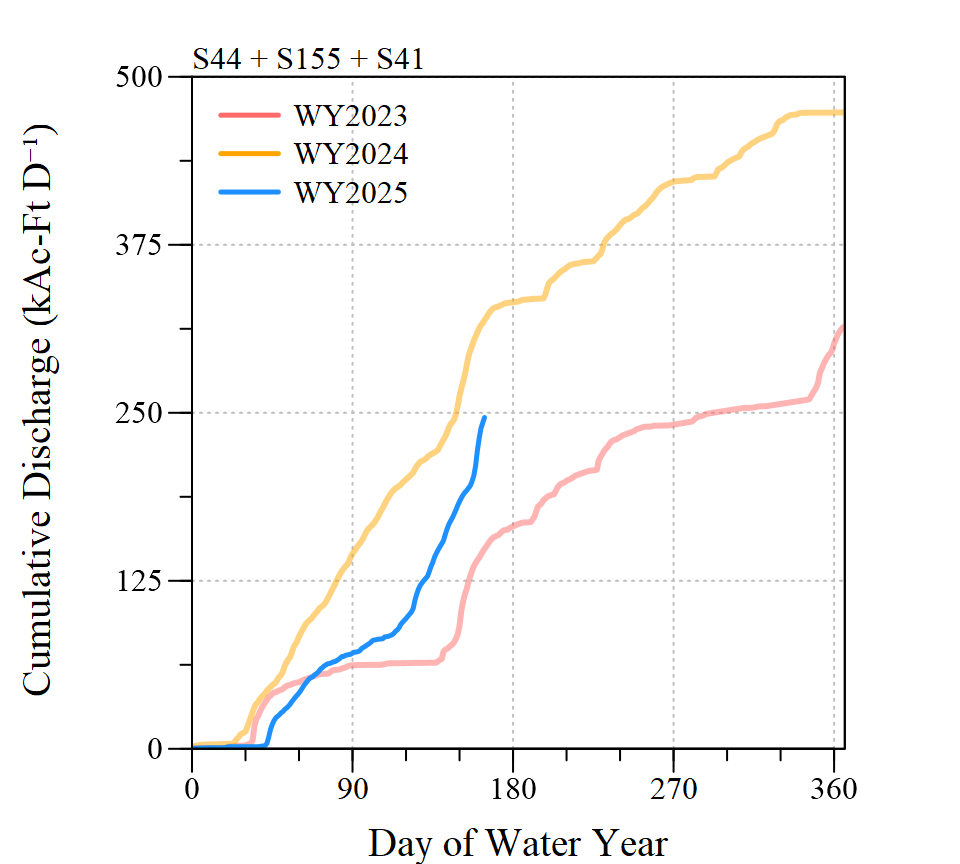 S44 + S155 + S41
500
375
250
125
0
WY2023
WY2024
WY2025
Cumulative Discharge (kAc-Ft D⁻¹)
0 90 180 270 360
Day of Water Year